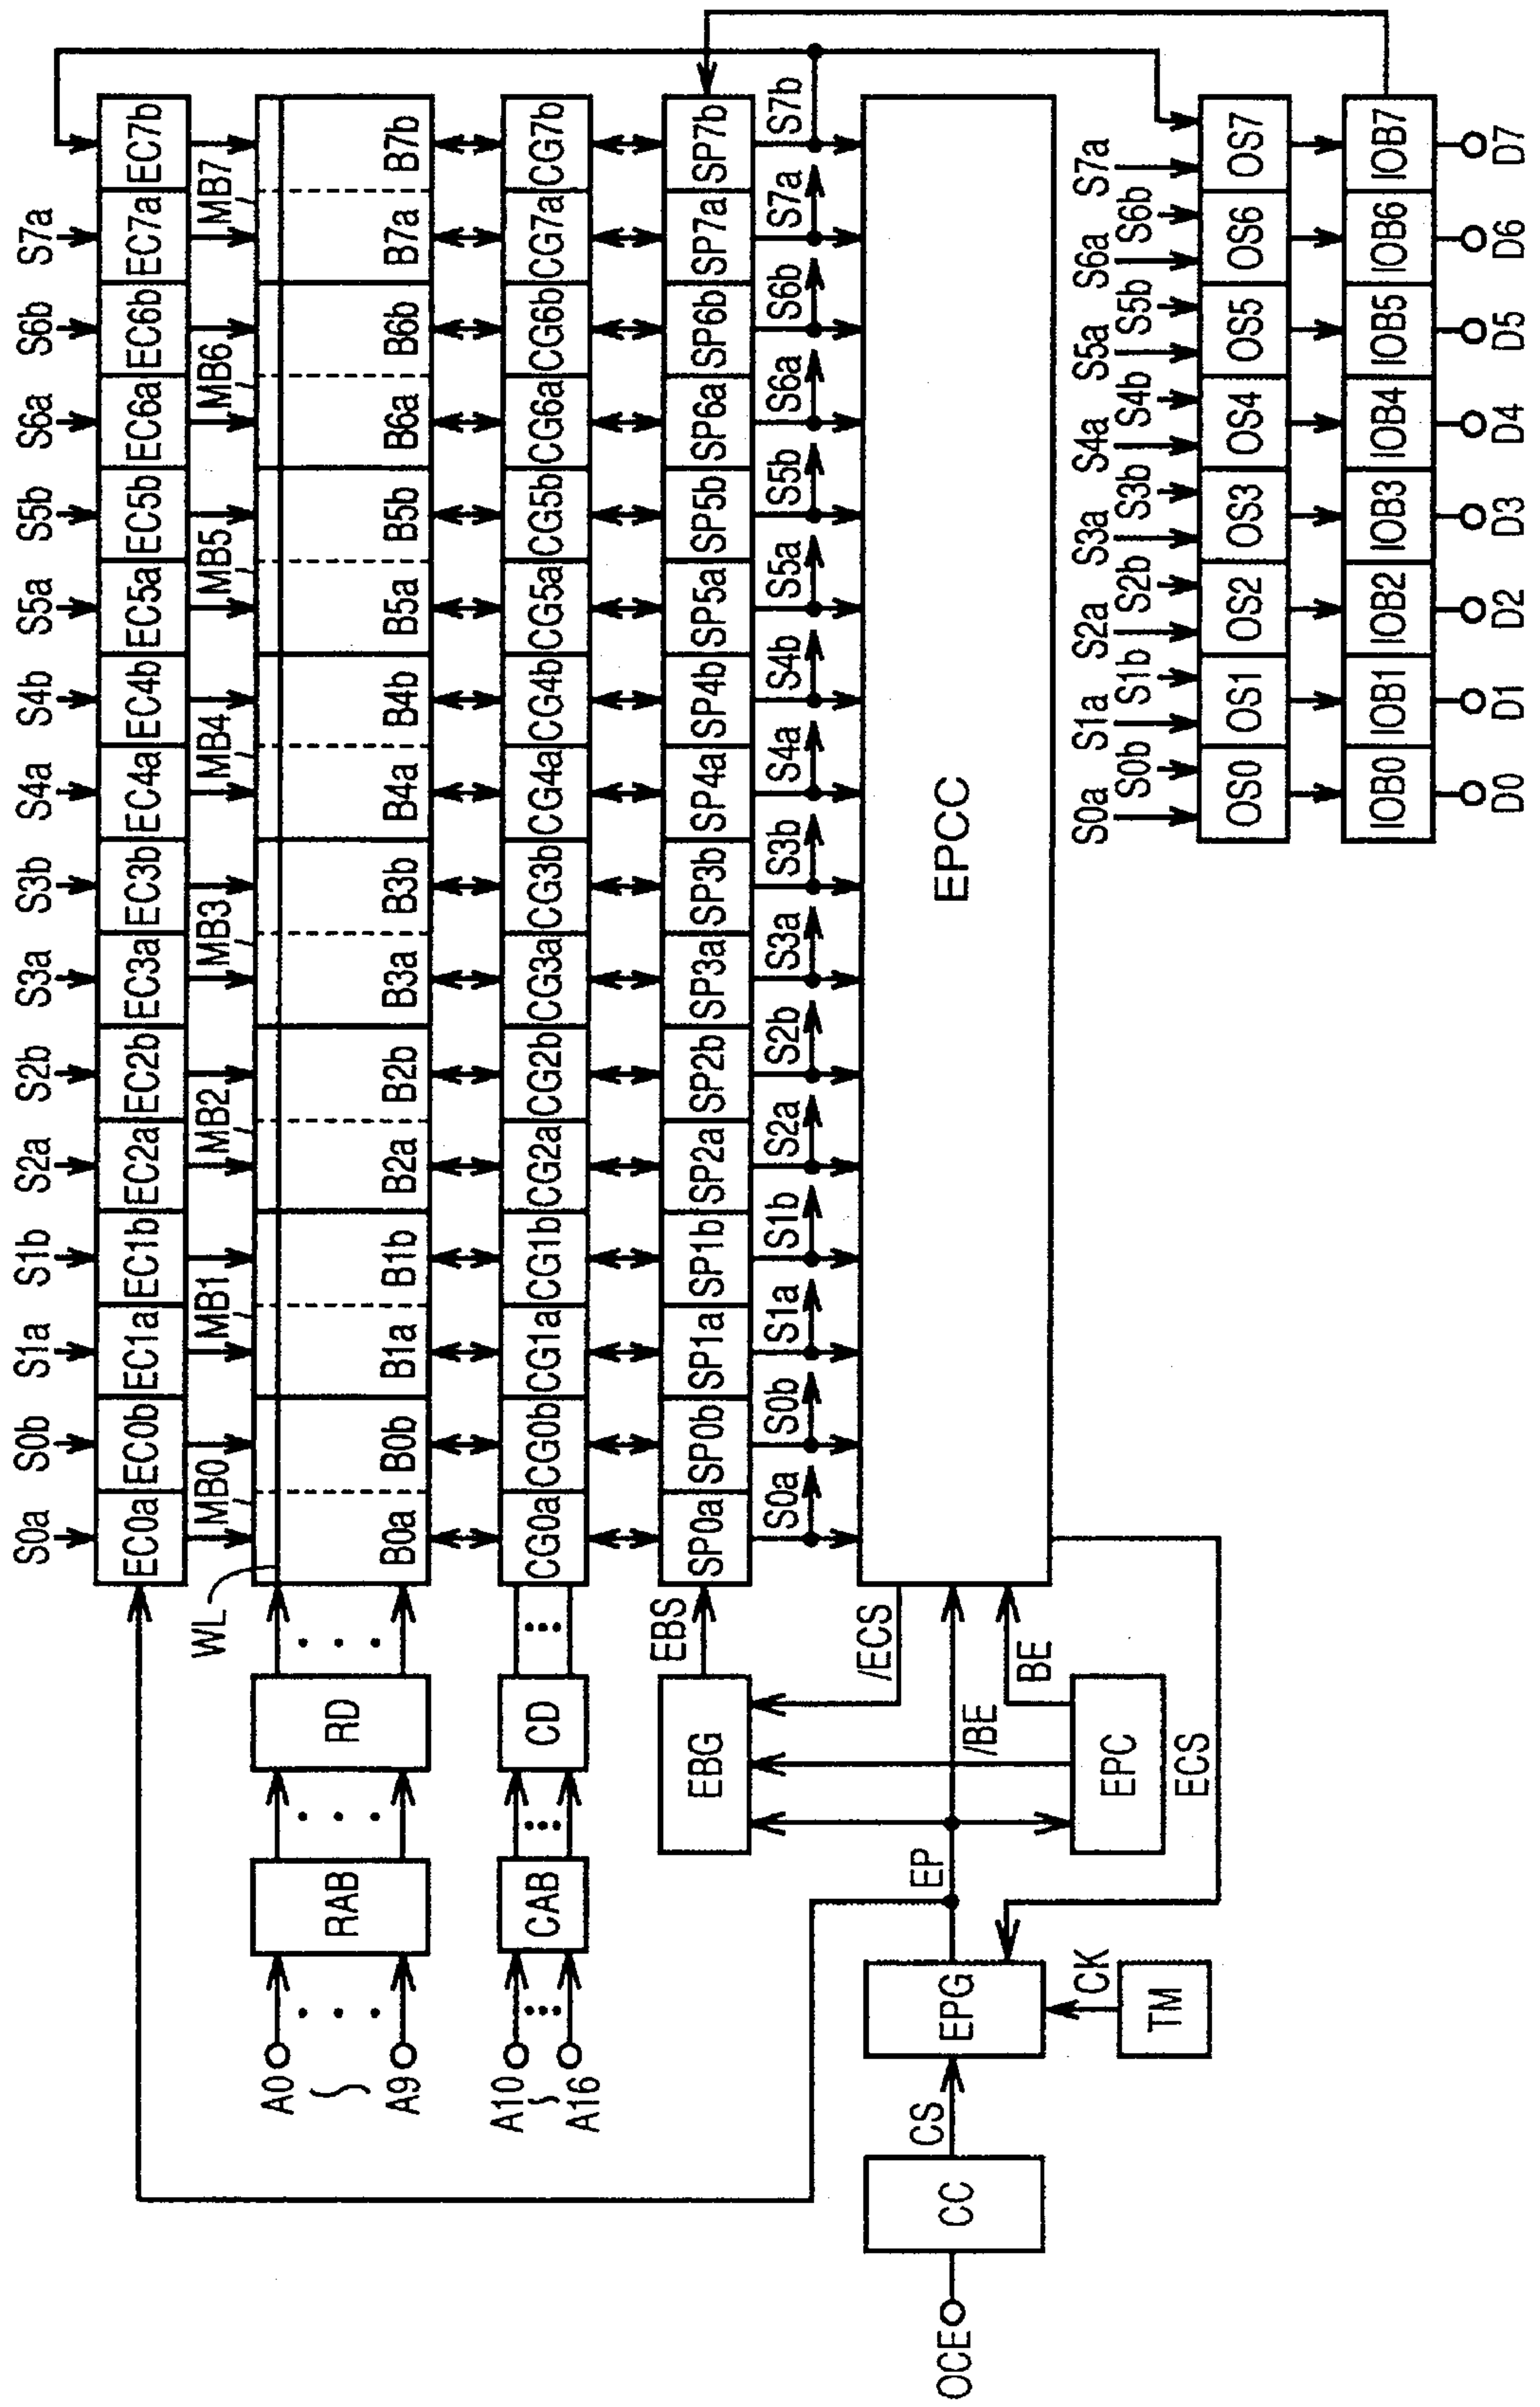 S0a S0b S1a S1b S2a S2b S3a S3b S4a S4b S5a S5b S6a S6b S7a
EC0a EC0b EC1a EC1b EC2a EC2b EC3a EC3b EC4a EC4b EC5a EC5b EC6a EC6b EC7a EC7b
WL MB0 MB1 MB2 MB3 MB4 MB5 MB6 MB7
A0 A9 RAB RD
B0a B0b B1a B1b B2a B2b B3a B3b B4a B4b B5a B5b B6a B6b B7a B7b
A10 A16 CAB CD
CG0a CG0b CG1a CG1b CG2a CG2b CG3a CG3b CG4a CG4b CG5a CG5b CG6a CG6b CG7a CG7b
EBG EBS
SP0a SP0b SP1a SP1b SP2a SP2b SP3a SP3b SP4a SP4b SP5a SP5b SP6a SP6b SP7a SP7b
S0a S0b S1a S1b S2a S2b S3a S3b S4a S4b S5a S5b S6a S6b S7a S7b
/ECS
OCE CC CS EPG EP /BE EPCC
BE
CK EPC
TM ECS
S0a S1a S2a S3a S4a S5a S6a S7a
S0b S1b S2b S3b S4b S5b S6b
OS0 OS1 OS2 OS3 OS4 OS5 OS6 OS7
IOB0 IOB1 IOB2 IOB3 IOB4 IOB5 IOB6 IOB7
D0 D1 D2 D3 D4 D5 D6 D7